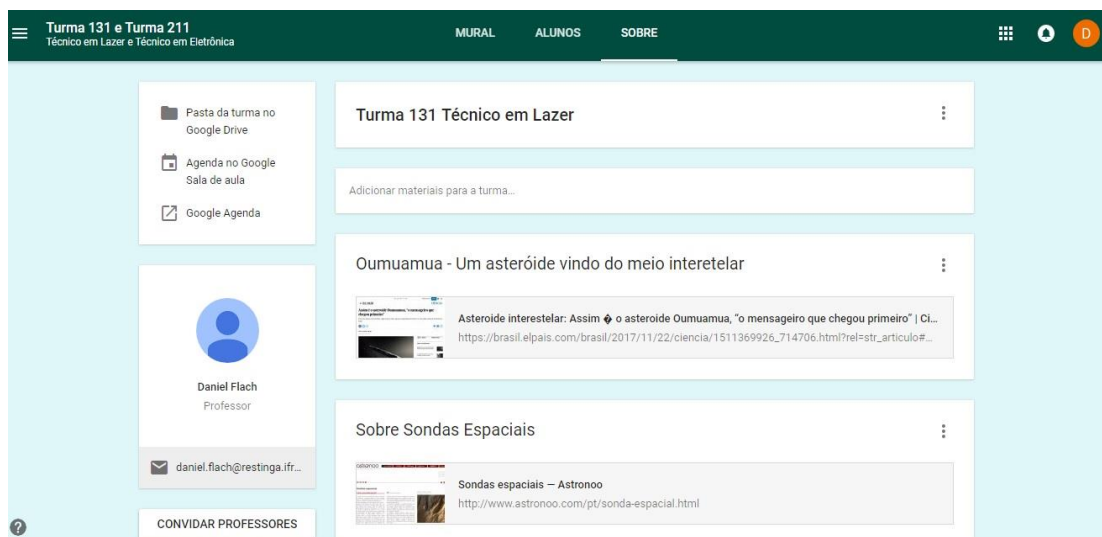 Turma 131 e Turma 211
Técnico em Lazer e Técnico em Eletrônica
MURAL
ALUNOS
SOBRE
D
Pasta da turma no
Google Drive
Agenda no Google
Sala de aula
Google Agenda
Daniel Flach
Professor
daniel.flach@restinga.ifr...
CONVIDAR PROFESSORES
Turma 131 Técnico em Lazer
Adicionar materiais para a turma...
Oumuamua - Um asteróide vindo do meio interetelar
Asteroide interestelar: Assim � o asteroide Oumuamua, "o mensageiro que chegou primeiro" | Ci...
https://brasil.elpais.com/brasil/2017/11/22/ciencia/1511369926_714706.html?rel=str_articulo#...
Sobre Sondas Espaciais
Sondas espaciais — Astronoo
http://www.astronoo.com/pt/sonda-espacial.html